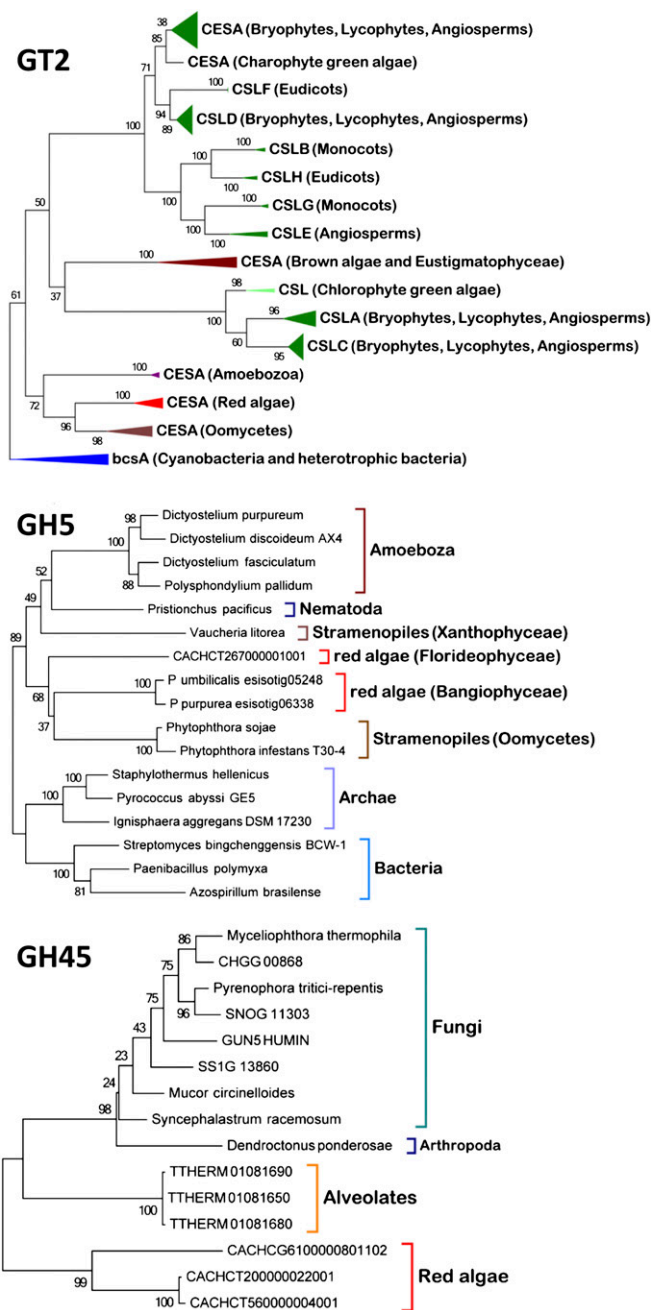 GT2
38
CESA (Bryophytes, Lycophytes, Angiosperms)
85
CESA (Charophyte green algae)
71
100
CSLF (Eudicots)
94
CSLD (Bryophytes, Lycophytes, Angiosperms)
89
100
100
CSLB (Monocots)
100
100
CSLH (Eudicots)
100
100
CSLG (Monocots)
100
CSLE (Angiosperms)
100
50
100
CESA (Brown algae and Eustigmatophyceae)
98
CSL (Chlorophyte green algae)
61
37
96
CSLA (Bryophytes, Lycophytes, Angiosperms)
100
60
CSLC (Bryophytes, Lycophytes, Angiosperms)
95
100
CESA (Amoebozoa)
100
CESA (Red algae)
72
96
CESA (Oomycetes)
98
bcsA (Cyanobacteria and heterotrophic bacteria)
GH5
98
Dictyostelium purpureum
Dictyostelium discoideum AX4
100
Amoeboza
Dictyostelium fasciculatum
88
Polysphondylium pallidum
52
Pristionchus pacificus
Nematoda
49
Vaucheria litorea
Stramenopiles (Xanthophyceae)
89
CACHCT267000001001
red algae (Florideophyceae)
100
P umbilicalis esisotig05248
68
red algae (Bangiophyceae)
P purpurea esisotig06338
37
Phytophthora sojae
Stramenopiles (Oomycetes)
100
Phytophthora infestans T30-4
Staphylothermus hellenicus
100
Pyrococcus abyssi GE5
Archae
100
Ignisphaera aggregans DSM 17230
Streptomyces bingchenggensis BCW-1
100
Paenibacillus polymyxa
Bacteria
81
Azospirillum brasilense
GH45
86
Myceliophthora thermophila
CHGG 00868
75
Pyrenophora tritici-repentis
75
96
SNOG 11303
Fungi
43
GUN5 HUMIN
23
SS1G 13860
24
Mucor circinelloides
98
Syncephalastrum racemosum
Dendroctonus ponderosae
Arthropoda
TTHERM 01081690
TTHERM 01081650
Alveolates
100
TTHERM 01081680
CACHCG6100000801102
99
CACHCT200000022001
Red algae
100
CACHCT560000004001